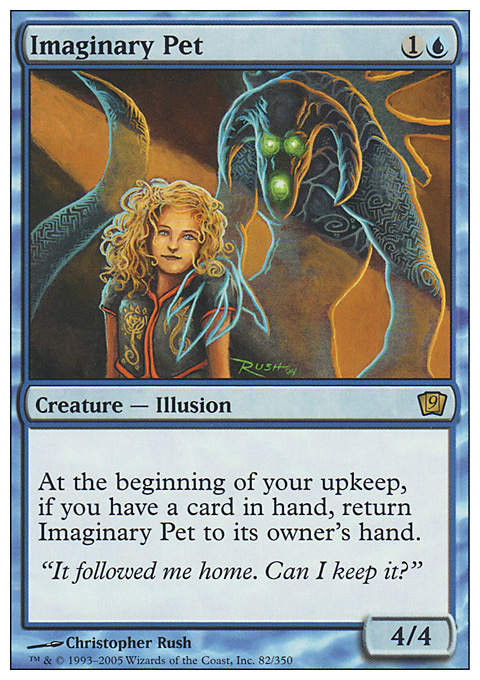 Imaginary Pet 1
RUSH 04
Creature — Illusion 9
At the beginning of your upkeep,
if you have a card in hand, return
Imaginary Pet to its owner's hand.
“It followed me home. Can I keep it?”
Christopher Rush
4/4
™ & © 1993–2005 Wizards of the Coast, Inc. 82/350